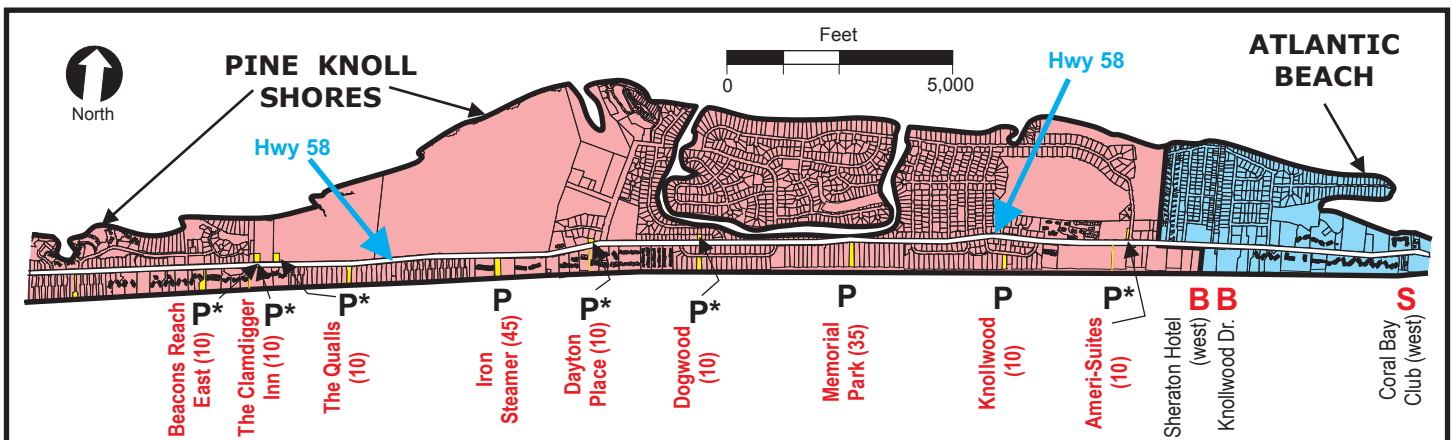 North
PINE KNOLL
SHORES
Hwy 58
Feet
0
5,000
Hwy 58
ATLANTIC
BEACH
P*
P*
P*
P
P*
P*
P
P
P*
B
B
S
Beacons Reach
East (10)
The Clamdigger
Inn (10)
The Qualls
(10)
Iron
Steamer (45)
Dayton
Place (10)
Dogwood
(10)
Memorial
Park (35)
Knollwood
(10)
Ameri-Suites
(10)
Sheraton Hotel
(west)
Knollwood Dr.
Coral Bay
Club (west)